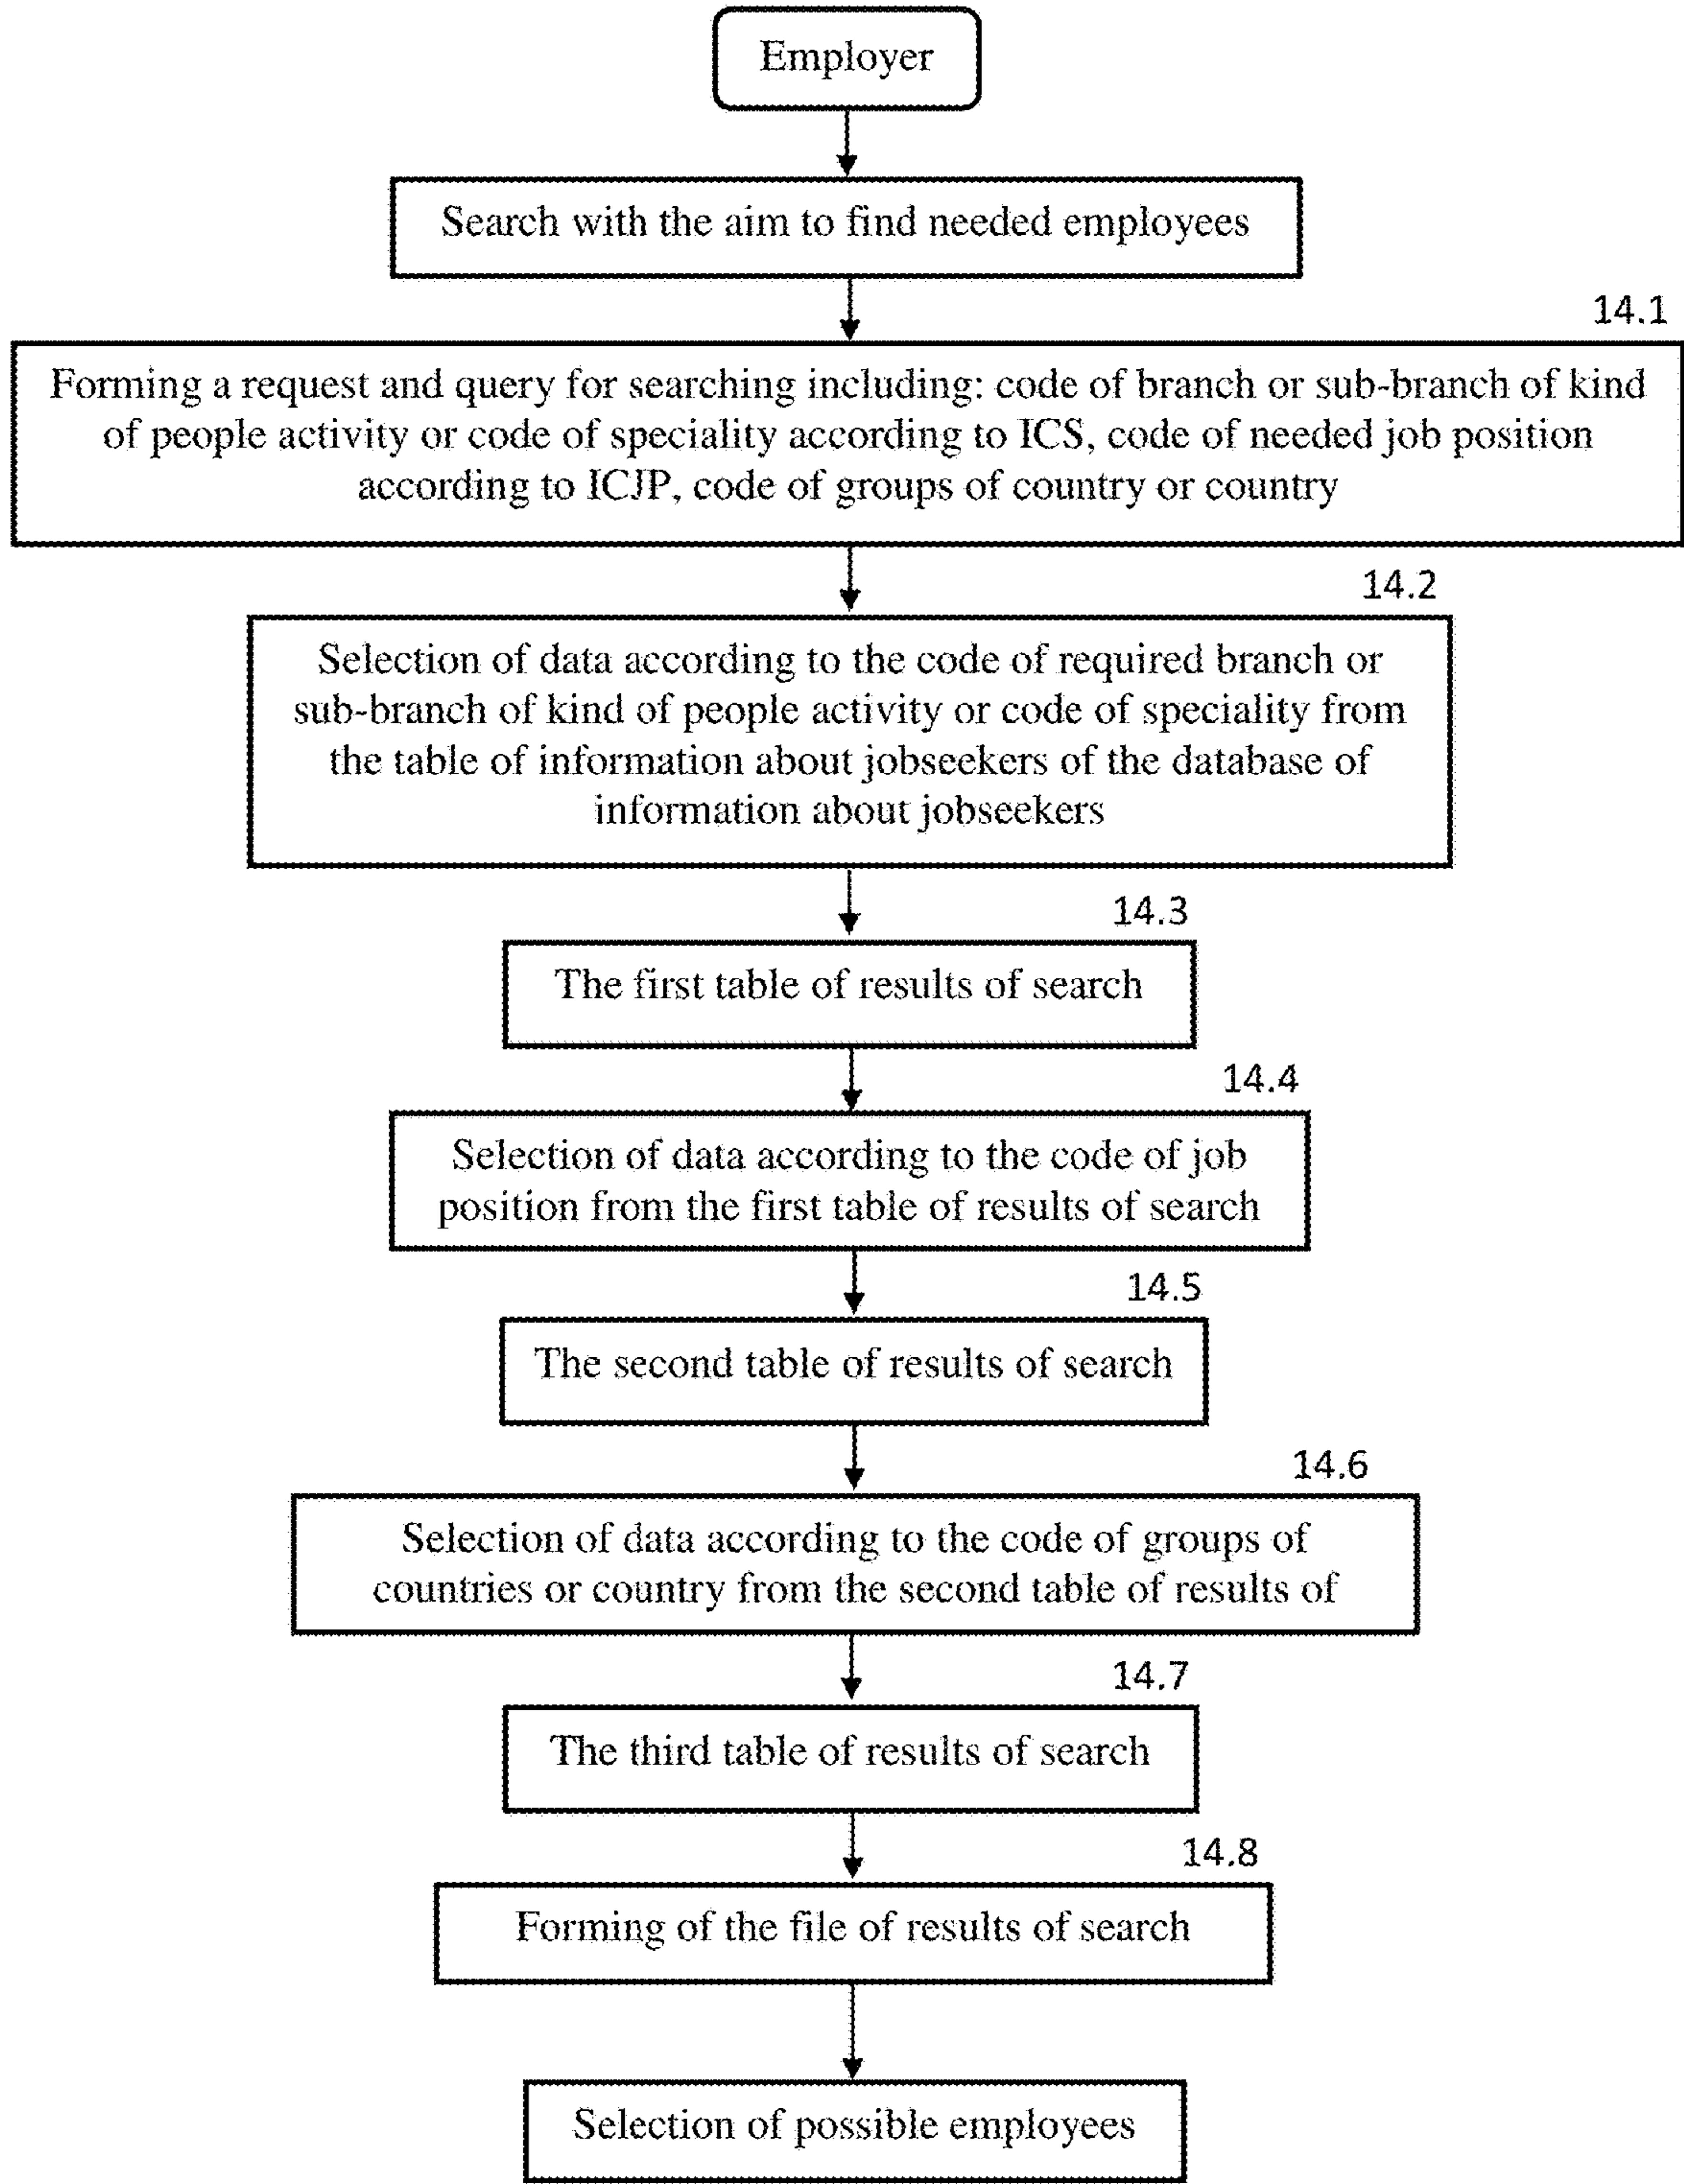 Employer
Search with the aim to find needed employees
14.1
Forming a request and query for searching including: code of branch or sub-branch of kind
of people activity or code of speciality according to ICS, code of needed job position
according to ICJP, code of groups of country or country
14.2
Selection of data according to the code of required branch or
sub-branch of kind of people activity or code of speciality from
the table of information about jobseekers of the database of
information about jobseekers
14.3
The first table of results of search
14.4
Selection of data according to the code of job
position from the first table of results of search
14.5
The second table of results of search
14.6
Selection of data according to the code of groups of
countries or country from the second table of results of
14.7
The third table of results of search
14.8
Forming of the file of results of search
Selection of possible employees